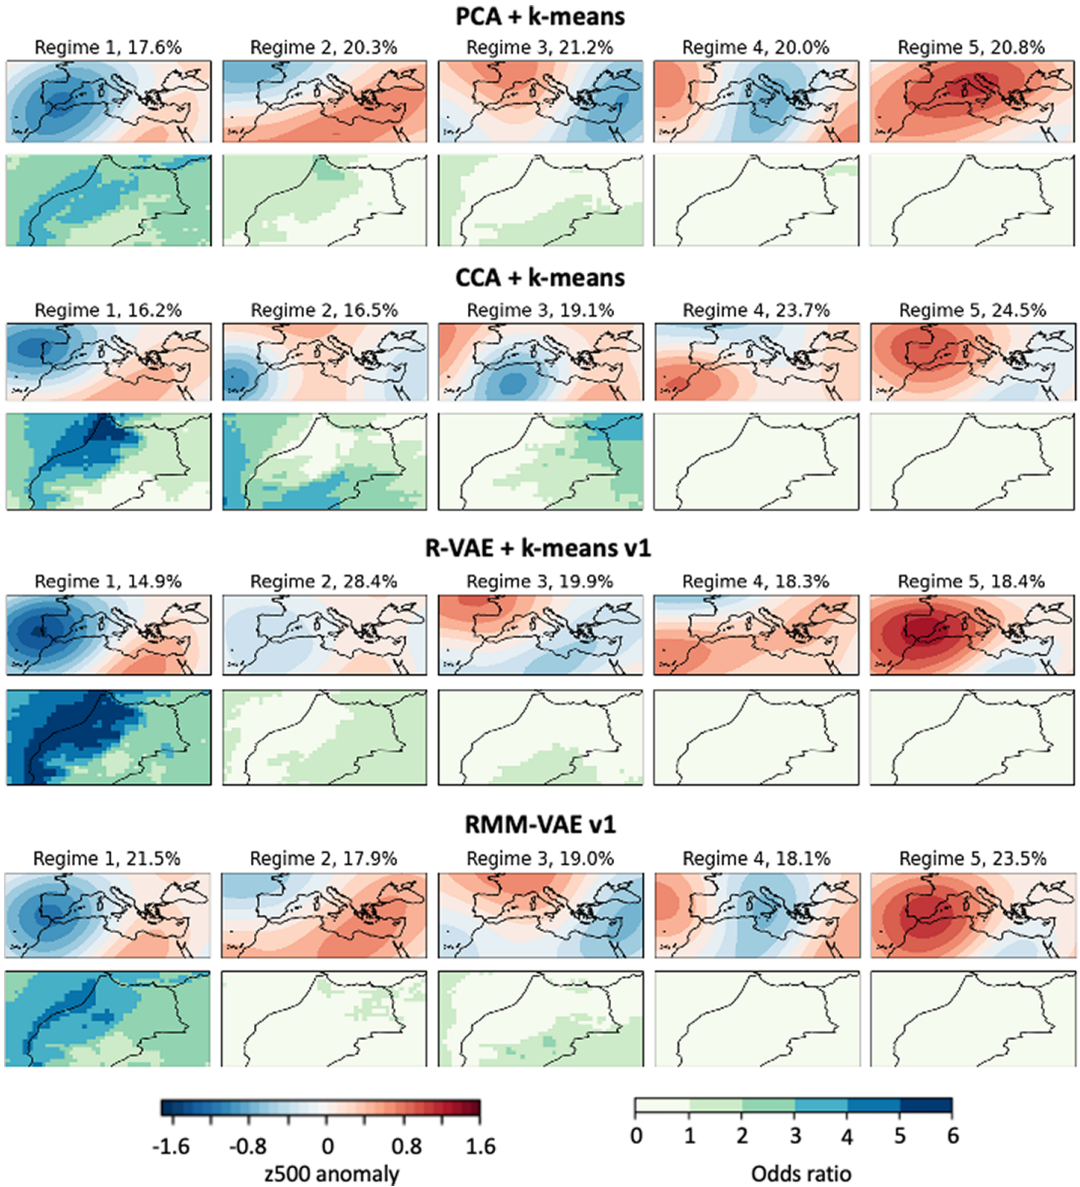 PCA + k-means
Regime 1, 17.6% Regime 2, 20.3% Regime 3, 21.2% Regime 4, 20.0% Regime 5, 20.8%
CCA + k-means
Regime 1, 16.2% Regime 2, 16.5% Regime 3, 19.1% Regime 4, 23.7% Regime 5, 24.5%
R-VAE + k-means v1
Regime 1, 14.9% Regime 2, 28.4% Regime 3, 19.9% Regime 4, 18.3% Regime 5, 18.4%
RMM-VAE v1
Regime 1, 21.5% Regime 2, 17.9% Regime 3, 19.0% Regime 4, 18.1% Regime 5, 23.5%
-1.6 -0.8 0 0.8 1.6 0 1 2 3 4 5 6
z500 anomaly Odds ratio